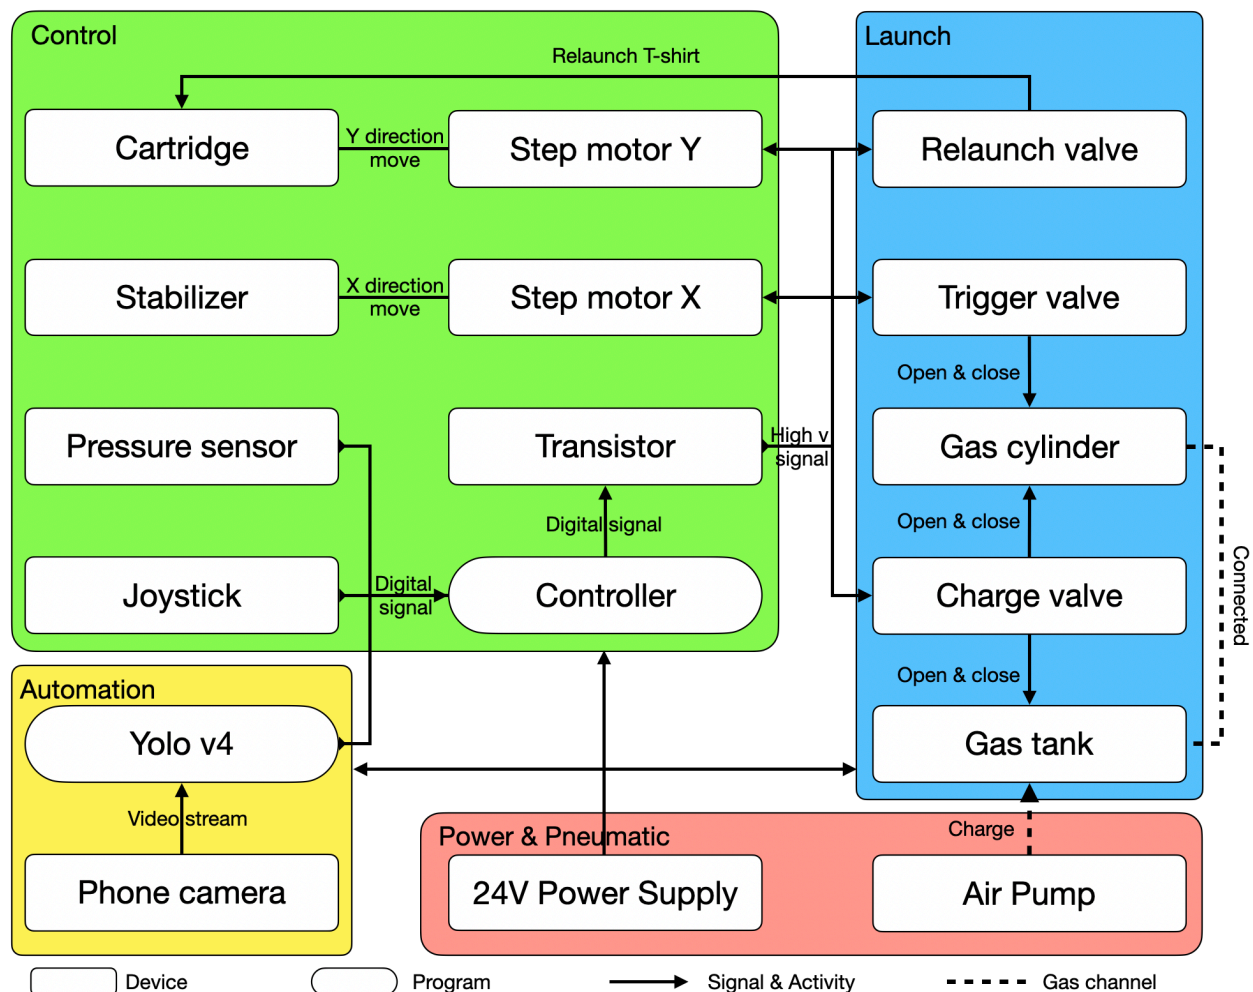 Control
Launch
Relaunch T-shirt
Cartridge
Y direction
move
Step motor Y
Relaunch valve
Stabilizer
X direction
move
Step motor X
Trigger valve
Open & close
Pressure sensor
Transistor
High v
signal
Gas cylinder
Digital signal
Open & close
Joystick
Digital
signal
Controller
Charge valve
Connected
Open & close
Automation
Yolo v4
Gas tank
Video stream
Charge
Power & Pneumatic
Phone camera
24V Power Supply
Air Pump
Device
Program
Signal & Activity
Gas channel